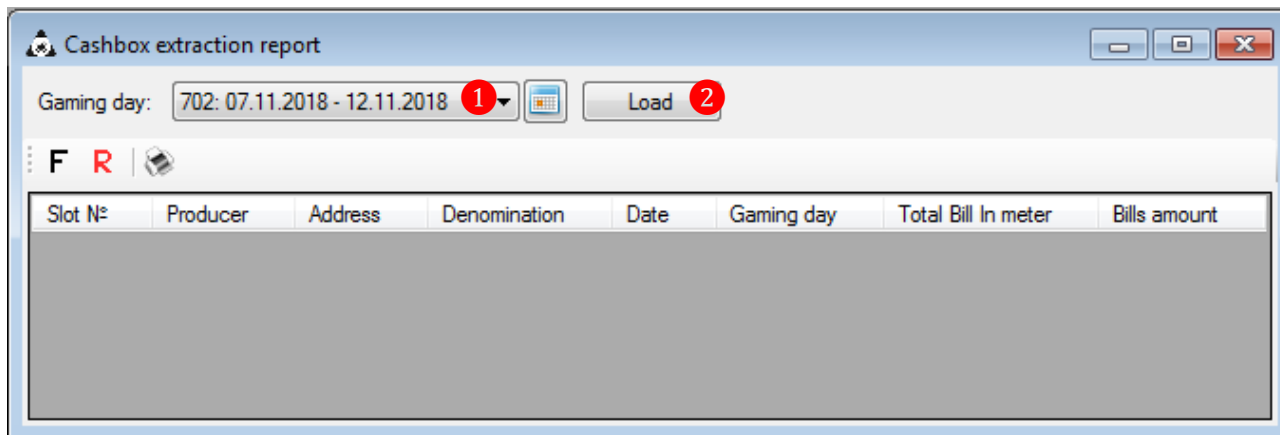 Cashbox extraction report
Gaming day: 702: 07.11.2018 - 12.11.2018 1 Load 2
F R
Slot Nº Producer Address Denomination Date Gaming day Total Bill In meter Bills amount